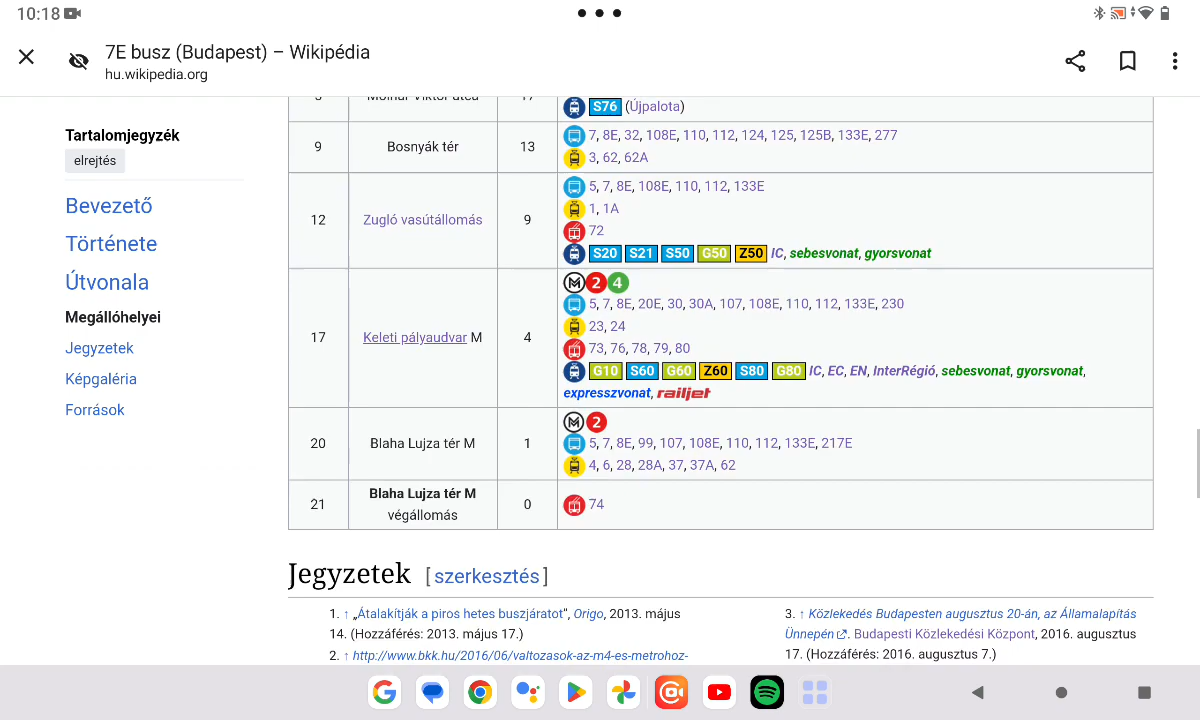 10:18
7E busz (Budapest) – Wikipédia
hu.wikipedia.org
Tartalomjegyzék
elrejtés
Bevezető
Története
Útvonala
Megállóhelyei
Jegyzetek
Képgaléria
Források
S76 (Újpalota)
9 Bosnyák tér 13
7, 8E, 32, 108E, 110, 112, 124, 125, 125B, 133E, 277
3, 62, 62A
12 Zugló vasútállomás 9
5, 7, 8E, 108E, 110, 112, 133E
1, 1A
72
S20 S21 S50 G50 Z50 IC, sebesvonat, gyorsvonat
17 Keleti pályaudvar M 4
M 2 4
5, 7, 8E, 20E, 30, 30A, 107, 108E, 110, 112, 133E, 230
23, 24
73, 76, 78, 79, 80
G10 S60 G60 Z60 S80 G80 IC, EC, EN, InterRégió, sebesvonat, gyorsvonat,
expresszvonat, railjet
20 Blaha Lujza tér M 1
M 2
5, 7, 8E, 99, 107, 108E, 110, 112, 133E, 217E
4, 6, 28, 28A, 37, 37A, 62
21 Blaha Lujza tér M
végállomás 0
74
Jegyzetek [szerkesztés]
1. ↑ „Átalakítják a piros hetes buszjáratot”, Origo, 2013. május
14. (Hozzáférés: 2013. május 17.)
2. ↑ http://www.bkk.hu/2016/06/valtozasok-az-m4-es-metrohoz-
3. ↑ Közlekedés Budapesten augusztus 20-án, az Államalapítás
Ünnepén. Budapesti Közlekedési Központ, 2016. augusztus
17. (Hozzáférés: 2016. augusztus 7.)